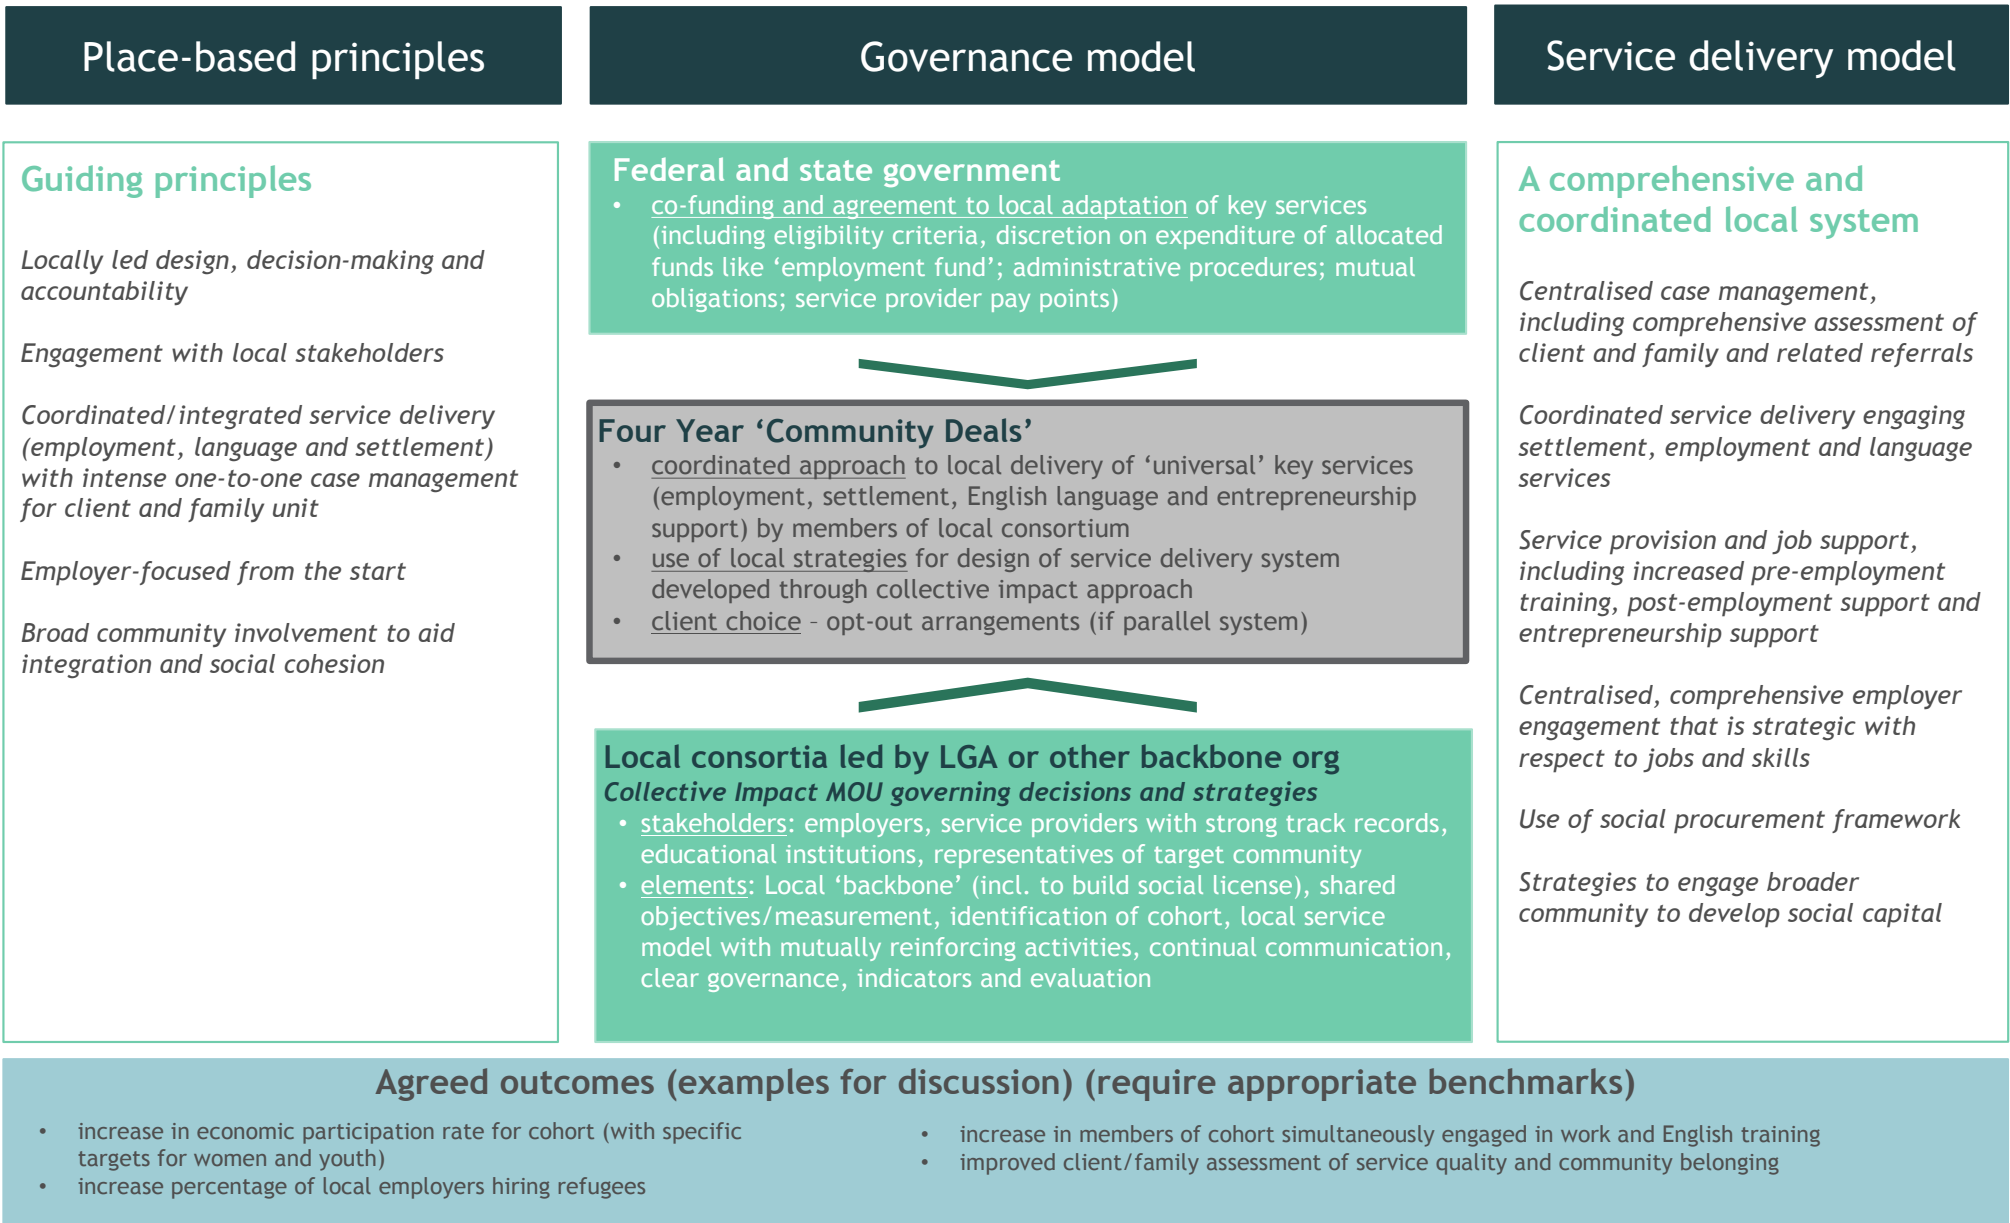 Place-based principles
Governance model
Service delivery model
Guiding principles
Locally led design, decision-making and
accountability
Engagement with local stakeholders
Coordinated/integrated service delivery
(employment, language and settlement)
with intense one-to-one case management
for client and family unit
Employer-focused from the start
Broad community involvement to aid
integration and social cohesion
Federal and state government
• co-funding and agreement to local adaptation of key services
(including eligibility criteria, discretion on expenditure of allocated
funds like ‘employment fund’; administrative procedures; mutual
obligations; service provider pay points)
Four Year ‘Community Deals’
• coordinated approach to local delivery of ‘universal’ key services
(employment, settlement, English language and entrepreneurship
support) by members of local consortium
• use of local strategies for design of service delivery system
developed through collective impact approach
• client choice – opt-out arrangements (if parallel system)
Local consortia led by LGA or other backbone org
Collective Impact MOU governing decisions and strategies
• stakeholders: employers, service providers with strong track records,
educational institutions, representatives of target community
• elements: Local ‘backbone’ (incl. to build social license), shared
objectives/measurement, identification of cohort, local service
model with mutually reinforcing activities, continual communication,
clear governance, indicators and evaluation
A comprehensive and
coordinated local system
Centralised case management,
including comprehensive assessment of
client and family and related referrals
Coordinated service delivery engaging
settlement, employment and language
services
Service provision and job support,
including increased pre-employment
training, post-employment support and
entrepreneurship support
Centralised, comprehensive employer
engagement that is strategic with
respect to jobs and skills
Use of social procurement framework
Strategies to engage broader
community to develop social capital
Agreed outcomes (examples for discussion) (require appropriate benchmarks)
• increase in economic participation rate for cohort (with specific
targets for women and youth)
• increase percentage of local employers hiring refugees
• increase in members of cohort simultaneously engaged in work and English training
• improved client/family assessment of service quality and community belonging